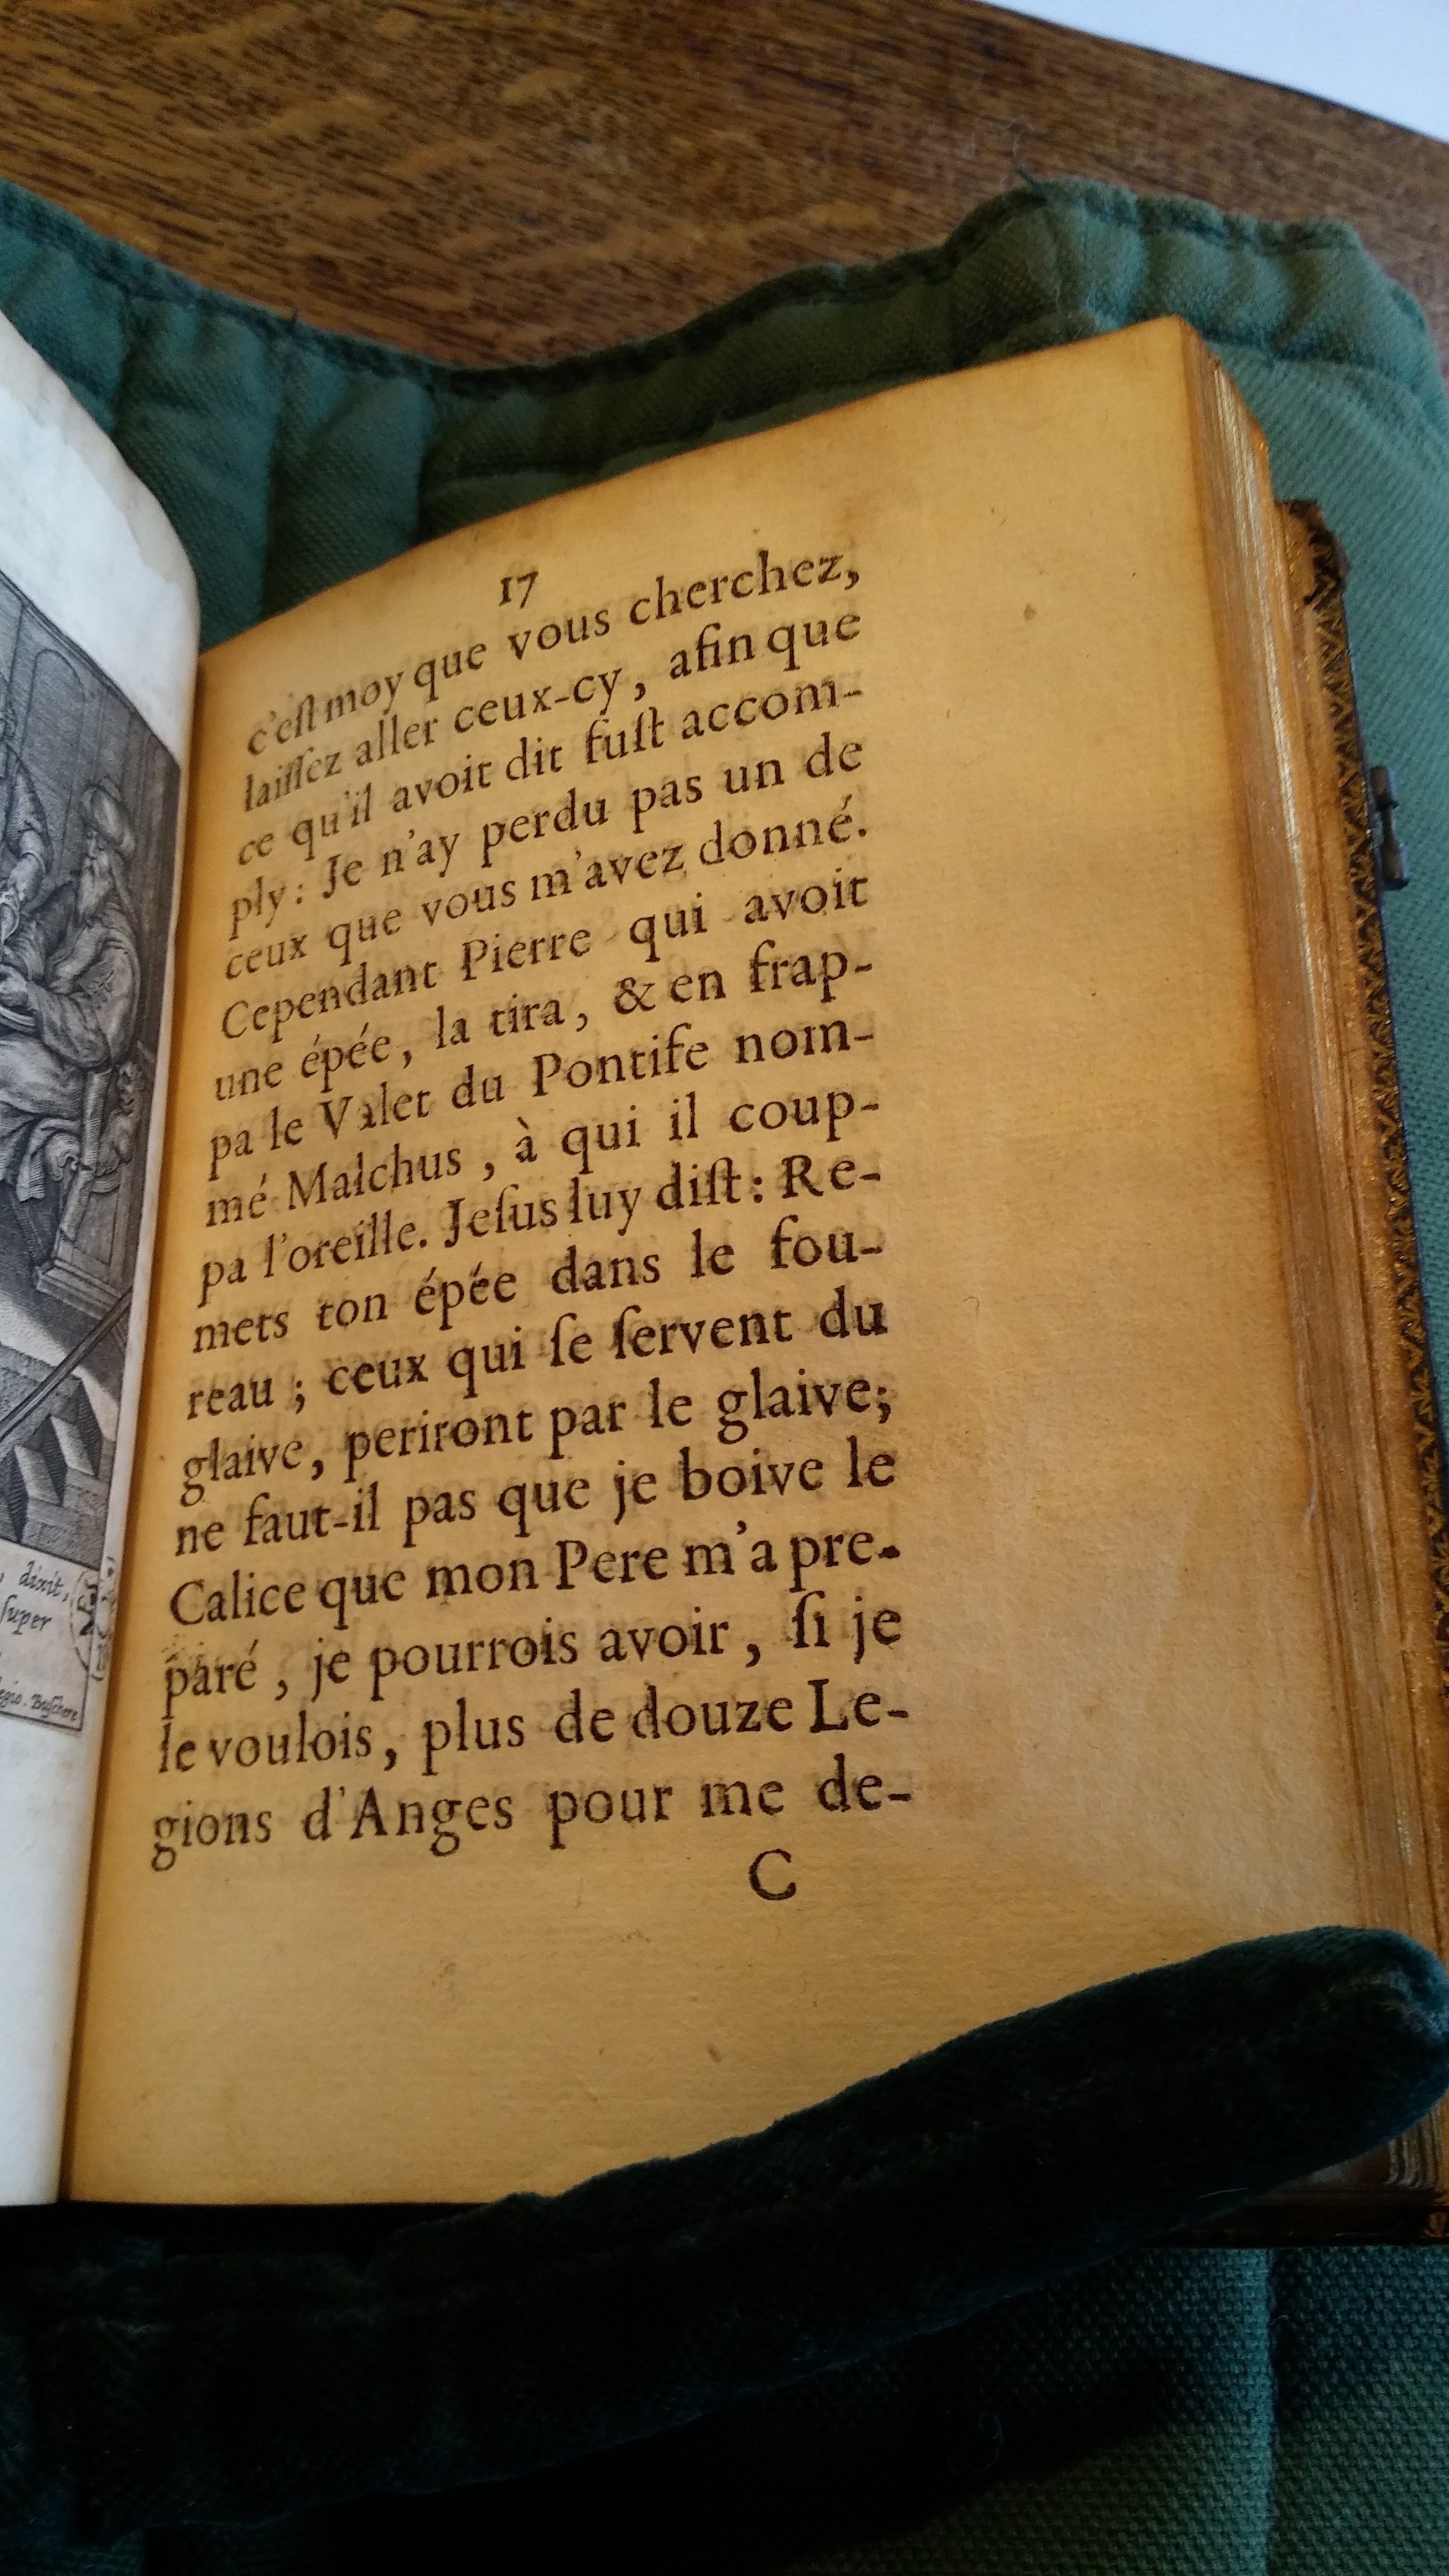 dixit,
super
egio. Busschere
17
c'eſt moy que vous cherchez,
laiſſez aller ceux-cy, afin que
ce qu'il avoit dit fuſt accom-
ply: Je n'ay perdu pas un de
ceux que vous m'avez donné.
Cependant Pierre qui avoit
une épée, la tira, & en frap-
pa le Valet du Pontife nom-
mé Malchus, à qui il coup-
pa l'oreille. Jeſus luy diſt: Re-
mets ton épée dans le fou-
reau; ceux qui ſe ſervent du
glaive, periront par le glaive;
ne faut-il pas que je boive le
Calice que mon Pere m'a pre-
paré, je pourrois avoir, ſi je
le voulois, plus de douze Le-
gions d'Anges pour me de-
C